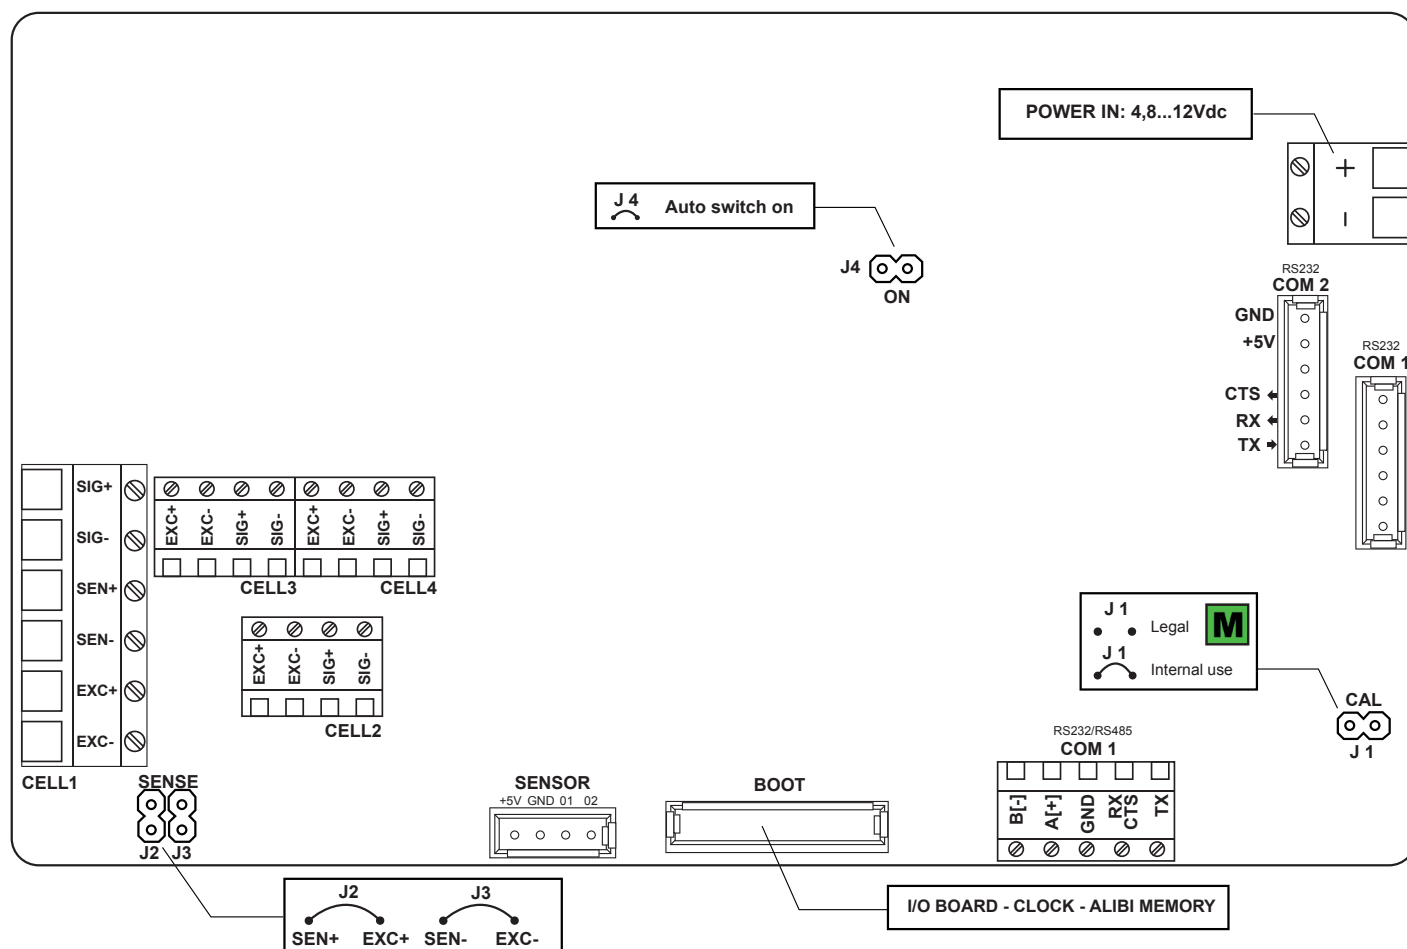 POWER IN: 4,8...12Vdc
+
-
J 4 Auto switch on
J4
ON
RS232
COM 2
GND
+5V
CTS
RX
TX
RS232
COM 1
SIG+
SIG-
SEN+
SEN-
EXC+
EXC-
CELL1
EXC+ EXC- SIG+ SIG- EXC+ EXC- SIG+ SIG-
CELL3 CELL4
EXC+ EXC- SIG+ SIG-
CELL2
J 1
Legal M
J 1
Internal use
CAL
J 1
SENSE
J2 J3
SENSOR
+5V GND 01 02
BOOT
RS232/RS485
COM 1
B[-] A[+] GND RX CTS TX
J2 J3
SEN+ EXC+ SEN- EXC-
I/O BOARD - CLOCK - ALIBI MEMORY